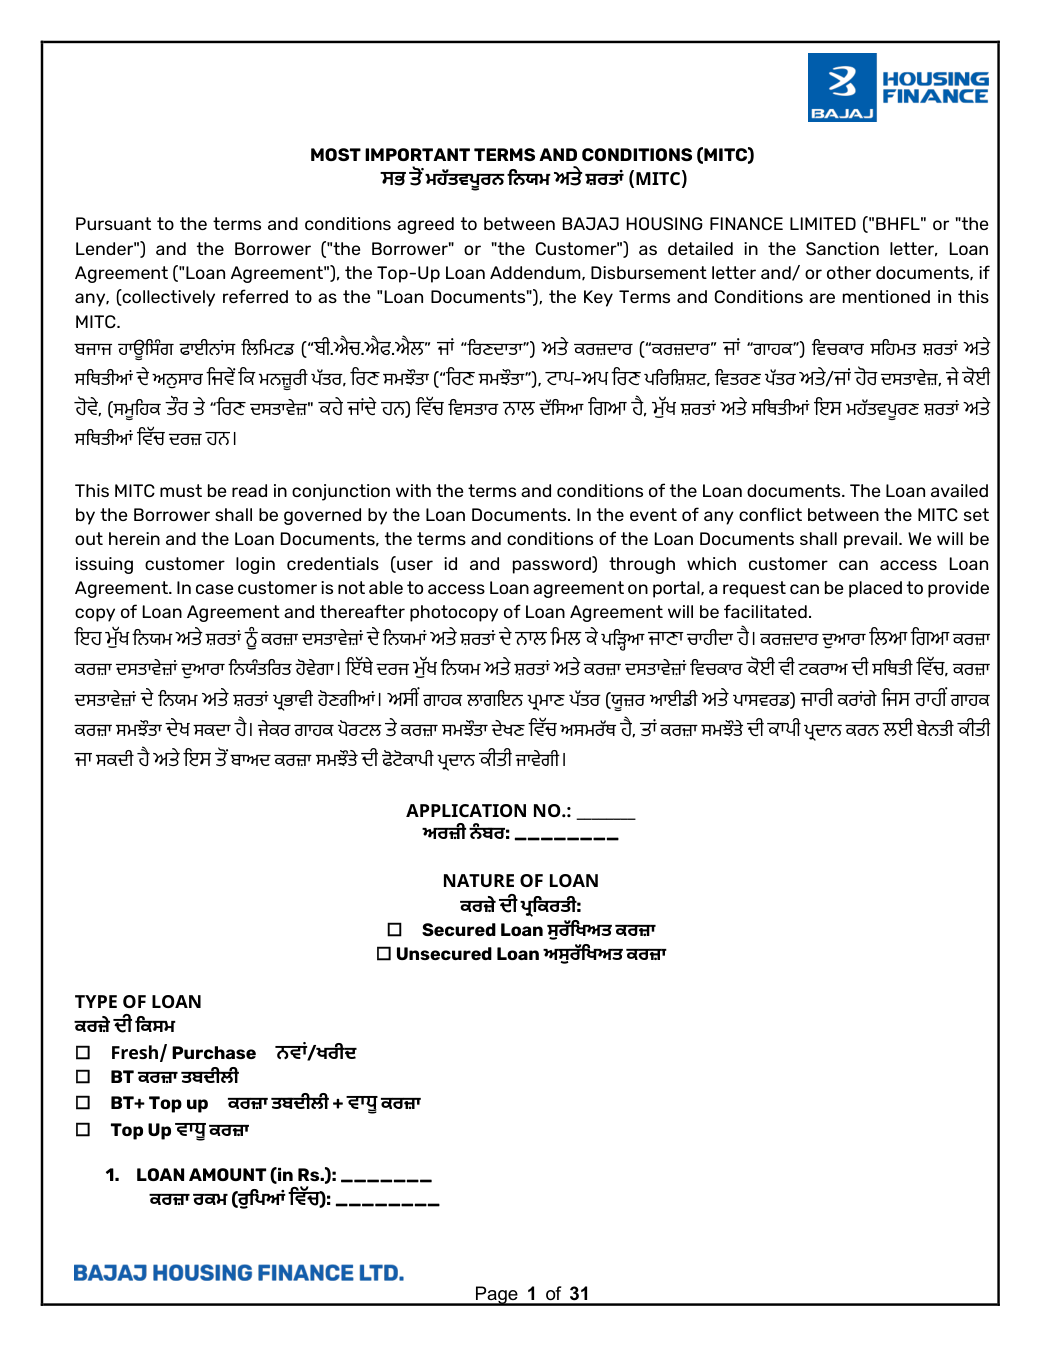 BAJAJ
HOUSING
FINANCE
MOST IMPORTANT TERMS AND CONDITIONS (MITC)
ਸਭ ਤੋਂ ਮਹੱਤਵਪੂਰਨ ਨਿਯਮ ਅਤੇ ਸ਼ਰਤਾਂ (MITC)
Pursuant to the terms and conditions agreed to between BAJAJ HOUSING FINANCE LIMITED ("BHFL" or "the
Lender") and the Borrower ("the Borrower" or "the Customer") as detailed in the Sanction letter, Loan
Agreement ("Loan Agreement"), the Top-Up Loan Addendum, Disbursement letter and/ or other documents, if
any, (collectively referred to as the "Loan Documents"), the Key Terms and Conditions are mentioned in this
MITC.
ਬਜਾਜ ਹਾਊਸਿੰਗ ਫਾਈਨਾਂਸ ਲਿਮਿਟਡ (“ਬੀ.ਐਚ.ਐਫ.ਐਲ” ਜਾਂ “ਰਿਣਦਾਤਾ”) ਅਤੇ ਕਰਜ਼ਦਾਰ (“ਕਰਜ਼ਦਾਰ” ਜਾਂ “ਗਾਹਕ”) ਵਿਚਕਾਰ ਸਹਿਮਤ ਸ਼ਰਤਾਂ ਅਤੇ
ਸਥਿਤੀਆਂ ਦੇ ਅਨੁਸਾਰ ਜਿਵੇਂ ਕਿ ਮਨਜ਼ੂਰੀ ਪੱਤਰ, ਰਿਣ ਸਮਝੌਤਾ (“ਰਿਣ ਸਮਝੌਤਾ”), ਟਾਪ-ਅਪ ਰਿਣ ਪਰਿਸ਼ਿਸ਼ਟ, ਵਿਤਰਣ ਪੱਤਰ ਅਤੇ/ਜਾਂ ਹੋਰ ਦਸਤਾਵੇਜ਼, ਜੇ ਕੋਈ
ਹੋਵੇ, (ਸਮੂਹਿਕ ਤੌਰ ਤੇ “ਰਿਣ ਦਸਤਾਵੇਜ਼" ਕਹੇ ਜਾਂਦੇ ਹਨ) ਵਿੱਚ ਵਿਸਤਾਰ ਨਾਲ ਦੱਸਿਆ ਗਿਆ ਹੈ, ਮੁੱਖ ਸ਼ਰਤਾਂ ਅਤੇ ਸਥਿਤੀਆਂ ਇਸ ਮਹੱਤਵਪੂਰਣ ਸ਼ਰਤਾਂ ਅਤੇ
ਸਥਿਤੀਆਂ ਵਿੱਚ ਦਰਜ਼ ਹਨ।
This MITC must be read in conjunction with the terms and conditions of the Loan documents. The Loan availed
by the Borrower shall be governed by the Loan Documents. In the event of any conflict between the MITC set
out herein and the Loan Documents, the terms and conditions of the Loan Documents shall prevail. We will be
issuing customer login credentials (user id and password) through which customer can access Loan
Agreement. In case customer is not able to access Loan agreement on portal, a request can be placed to provide
copy of Loan Agreement and thereafter photocopy of Loan Agreement will be facilitated.
ਇਹ ਮੁੱਖ ਨਿਯਮ ਅਤੇ ਸ਼ਰਤਾਂ ਨੂੰ ਕਰਜ਼ਾ ਦਸਤਾਵੇਜ਼ਾਂ ਦੇ ਨਿਯਮਾਂ ਅਤੇ ਸ਼ਰਤਾਂ ਦੇ ਨਾਲ ਮਿਲ ਕੇ ਪੜ੍ਹਿਆ ਜਾਣਾ ਚਾਹੀਦਾ ਹੈ। ਕਰਜ਼ਦਾਰ ਦੁਆਰਾ ਲਿਆ ਗਿਆ ਕਰਜ਼ਾ
ਕਰਜ਼ਾ ਦਸਤਾਵੇਜ਼ਾਂ ਦੁਆਰਾ ਨਿਯੰਤਰਿਤ ਹੋਵੇਗਾ। ਇੱਥੇ ਦਰਜ ਮੁੱਖ ਨਿਯਮ ਅਤੇ ਸ਼ਰਤਾਂ ਅਤੇ ਕਰਜ਼ਾ ਦਸਤਾਵੇਜ਼ਾਂ ਵਿਚਕਾਰ ਕੋਈ ਵੀ ਟਕਰਾਅ ਦੀ ਸਥਿਤੀ ਵਿੱਚ, ਕਰਜ਼ਾ
ਦਸਤਾਵੇਜ਼ਾਂ ਦੇ ਨਿਯਮ ਅਤੇ ਸ਼ਰਤਾਂ ਪ੍ਰਭਾਵੀ ਹੋਣਗੀਆਂ। ਅਸੀਂ ਗਾਹਕ ਲਾਗਇਨ ਪ੍ਰਮਾਣ ਪੱਤਰ (ਯੂਜ਼ਰ ਆਈਡੀ ਅਤੇ ਪਾਸਵਰਡ) ਜਾਰੀ ਕਰਾਂਗੇ ਜਿਸ ਰਾਹੀਂ ਗਾਹਕ
ਕਰਜ਼ਾ ਸਮਝੌਤਾ ਦੇਖ ਸਕਦਾ ਹੈ। ਜੇਕਰ ਗਾਹਕ ਪੋਰਟਲ ਤੇ ਕਰਜ਼ਾ ਸਮਝੌਤਾ ਦੇਖਣ ਵਿੱਚ ਅਸਮਰੱਥ ਹੈ, ਤਾਂ ਕਰਜ਼ਾ ਸਮਝੌਤੇ ਦੀ ਕਾਪੀ ਪ੍ਰਦਾਨ ਕਰਨ ਲਈ ਬੇਨਤੀ ਕੀਤੀ
ਜਾ ਸਕਦੀ ਹੈ ਅਤੇ ਇਸ ਤੋਂ ਬਾਅਦ ਕਰਜ਼ਾ ਸਮਝੌਤੇ ਦੀ ਫੋਟੋਕਾਪੀ ਪ੍ਰਦਾਨ ਕੀਤੀ ਜਾਵੇਗੀ।
APPLICATION NO.: ______
ਅਰਜ਼ੀ ਨੰਬਰ: ________
NATURE OF LOAN
ਕਰਜ਼ੇ ਦੀ ਪ੍ਰਕਿਰਤੀ:
☐ Secured Loan ਸੁਰੱਖਿਅਤ ਕਰਜ਼ਾ
☐ Unsecured Loan ਅਸੁਰੱਖਿਅਤ ਕਰਜ਼ਾ
TYPE OF LOAN
ਕਰਜ਼ੇ ਦੀ ਕਿਸਮ
☐ Fresh/ Purchase ਨਵਾਂ/ਖਰੀਦ
☐ BT ਕਰਜ਼ਾ ਤਬਦੀਲੀ
☐ BT+ Top up ਕਰਜ਼ਾ ਤਬਦੀਲੀ + ਵਾਧੂ ਕਰਜ਼ਾ
☐ Top Up ਵਾਧੂ ਕਰਜ਼ਾ
1. LOAN AMOUNT (in Rs.): _______
ਕਰਜ਼ਾ ਰਕਮ (ਰੁਪਿਆਂ ਵਿੱਚ): ________
BAJAJ HOUSING FINANCE LTD.
Page 1 of 31